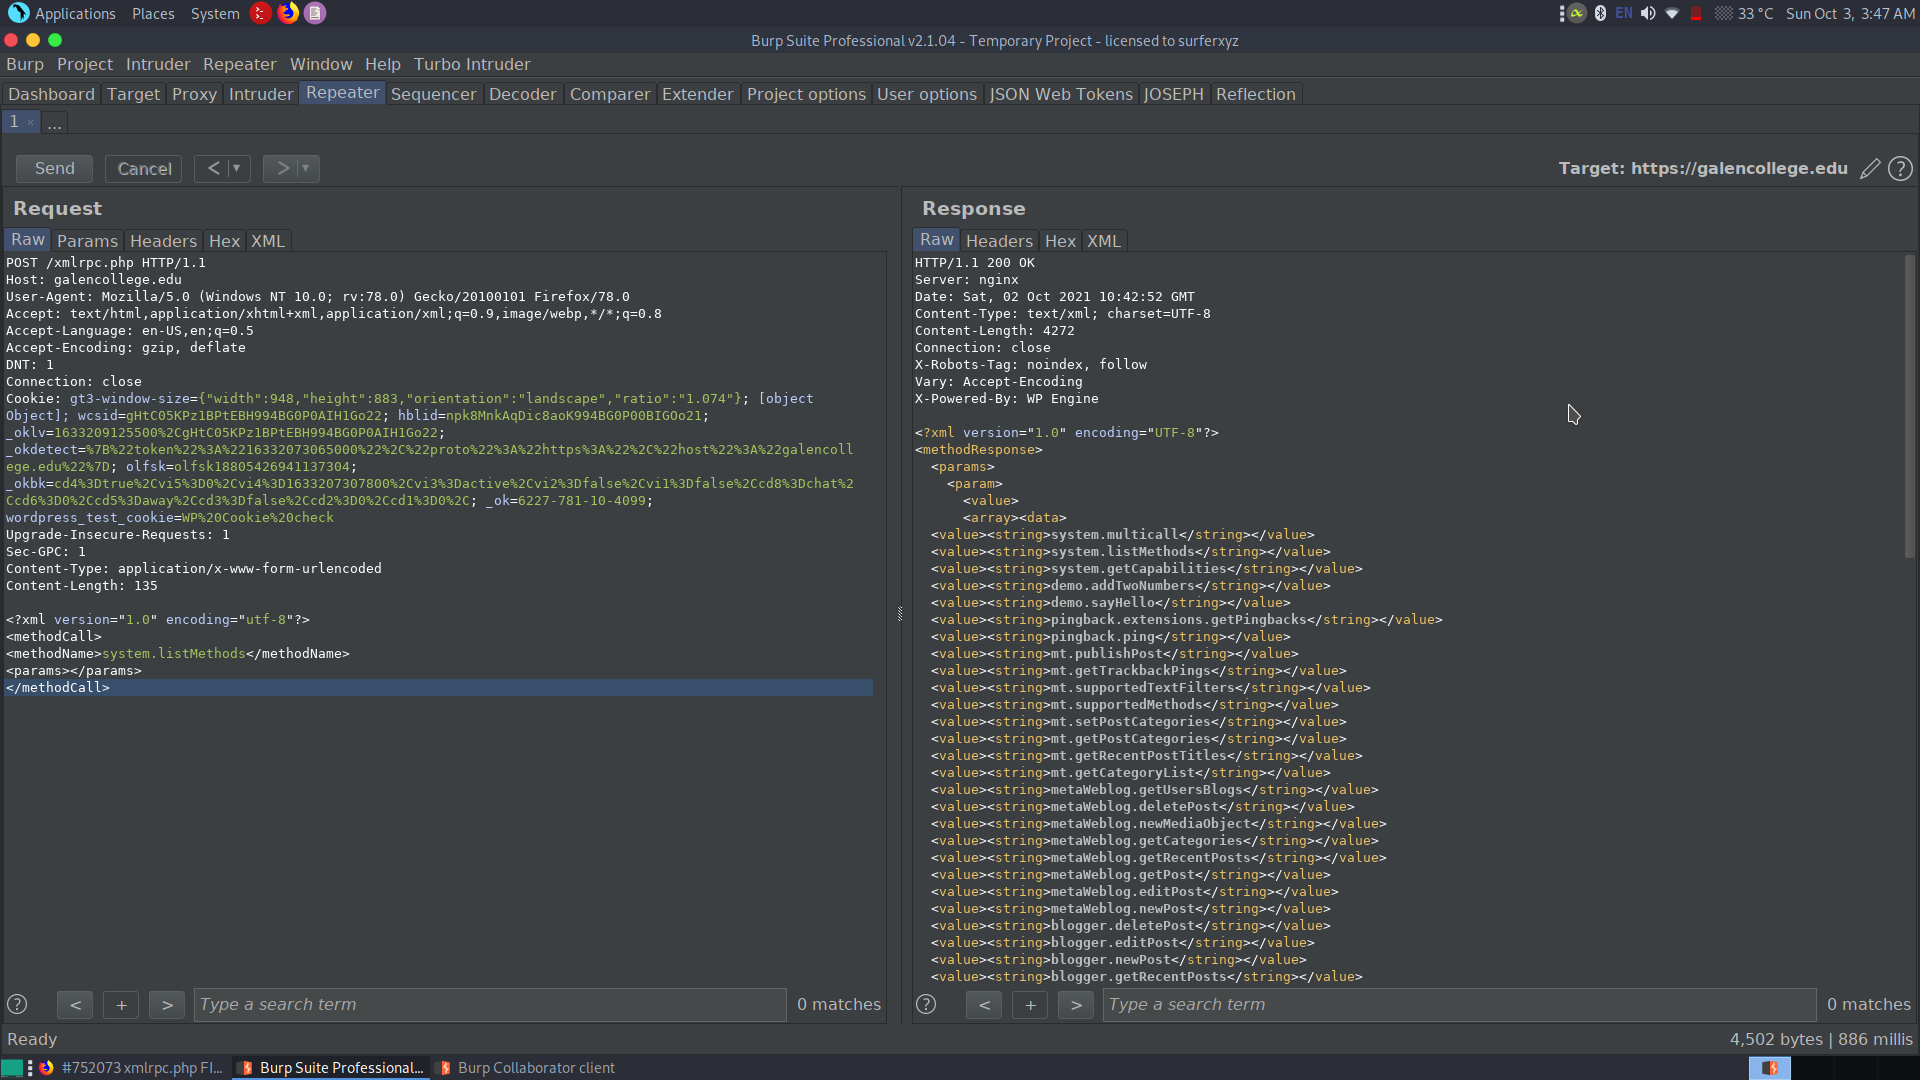 Applications Places System EN 33 °C Sun Oct 3, 3:47 AM
Burp Suite Professional v2.1.04 - Temporary Project - licensed to surferxyz
Burp Project Intruder Repeater Window Help Turbo Intruder
Dashboard Target Proxy Intruder Repeater Sequencer Decoder Comparer Extender Project options User options JSON Web Tokens JOSEPH Reflection
1 × ...
Send Cancel < > Target: https://galencollege.edu ?
Request
Raw Params Headers Hex XML
POST /xmlrpc.php HTTP/1.1
Host: galencollege.edu
User-Agent: Mozilla/5.0 (Windows NT 10.0; rv:78.0) Gecko/20100101 Firefox/78.0
Accept: text/html,application/xhtml+xml,application/xml;q=0.9,image/webp,*/*;q=0.8
Accept-Language: en-US,en;q=0.5
Accept-Encoding: gzip, deflate
DNT: 1
Connection: close
Cookie: gt3-window-size={"width":948,"height":883,"orientation":"landscape","ratio":"1.074"}; [object
Object]; wcsid=gHtC05KPz1BPtEBH994BG0P0AIH1Go22; hblid=npk8MnkAqDic8aoK994BG0P00BIGOo21;
_oklv=1633209125500%2CgHtC05KPz1BPtEBH994BG0P0AIH1Go22;
_okdetect=%7B%22token%22%3A%2216332073065000%22%2C%22proto%22%3A%22https%3A%22%2C%22host%22%3A%22galencoll
ege.edu%22%7D; olfsk=olfsk18805426941137304;
_okbk=cd4%3Dtrue%2Cvi5%3D0%2Cvi4%3D1633207307800%2Cvi3%3Dactive%2Cvi2%3Dfalse%2Cvi1%3Dfalse%2Ccd8%3Dchat%2
Ccd6%3D0%2Ccd5%3Daway%2Ccd3%3Dfalse%2Ccd2%3D0%2Ccd1%3D0%2C; _ok=6227-781-10-4099;
wordpress_test_cookie=WP%20Cookie%20check
Upgrade-Insecure-Requests: 1
Sec-GPC: 1
Content-Type: application/x-www-form-urlencoded
Content-Length: 135
<?xml version="1.0" encoding="utf-8"?>
<methodCall>
<methodName>system.listMethods</methodName>
<params></params>
</methodCall>
? < + > Type a search term 0 matches
Response
Raw Headers Hex XML
HTTP/1.1 200 OK
Server: nginx
Date: Sat, 02 Oct 2021 10:42:52 GMT
Content-Type: text/xml; charset=UTF-8
Content-Length: 4272
Connection: close
X-Robots-Tag: noindex, follow
Vary: Accept-Encoding
X-Powered-By: WP Engine
<?xml version="1.0" encoding="UTF-8"?>
<methodResponse>
<params>
<param>
<value>
<array><data>
<value><string>system.multicall</string></value>
<value><string>system.listMethods</string></value>
<value><string>system.getCapabilities</string></value>
<value><string>demo.addTwoNumbers</string></value>
<value><string>demo.sayHello</string></value>
<value><string>pingback.extensions.getPingbacks</string></value>
<value><string>pingback.ping</string></value>
<value><string>mt.publishPost</string></value>
<value><string>mt.getTrackbackPings</string></value>
<value><string>mt.supportedTextFilters</string></value>
<value><string>mt.supportedMethods</string></value>
<value><string>mt.setPostCategories</string></value>
<value><string>mt.getPostCategories</string></value>
<value><string>mt.getRecentPostTitles</string></value>
<value><string>mt.getCategoryList</string></value>
<value><string>metaWeblog.getUsersBlogs</string></value>
<value><string>metaWeblog.deletePost</string></value>
<value><string>metaWeblog.newMediaObject</string></value>
<value><string>metaWeblog.getCategories</string></value>
<value><string>metaWeblog.getRecentPosts</string></value>
<value><string>metaWeblog.getPost</string></value>
<value><string>metaWeblog.editPost</string></value>
<value><string>metaWeblog.newPost</string></value>
<value><string>blogger.deletePost</string></value>
<value><string>blogger.editPost</string></value>
<value><string>blogger.newPost</string></value>
<value><string>blogger.getRecentPosts</string></value>
? < + > Type a search term 0 matches
Ready 4,502 bytes | 886 millis
#752073 xmlrpc.php FI... Burp Suite Professional... Burp Collaborator client